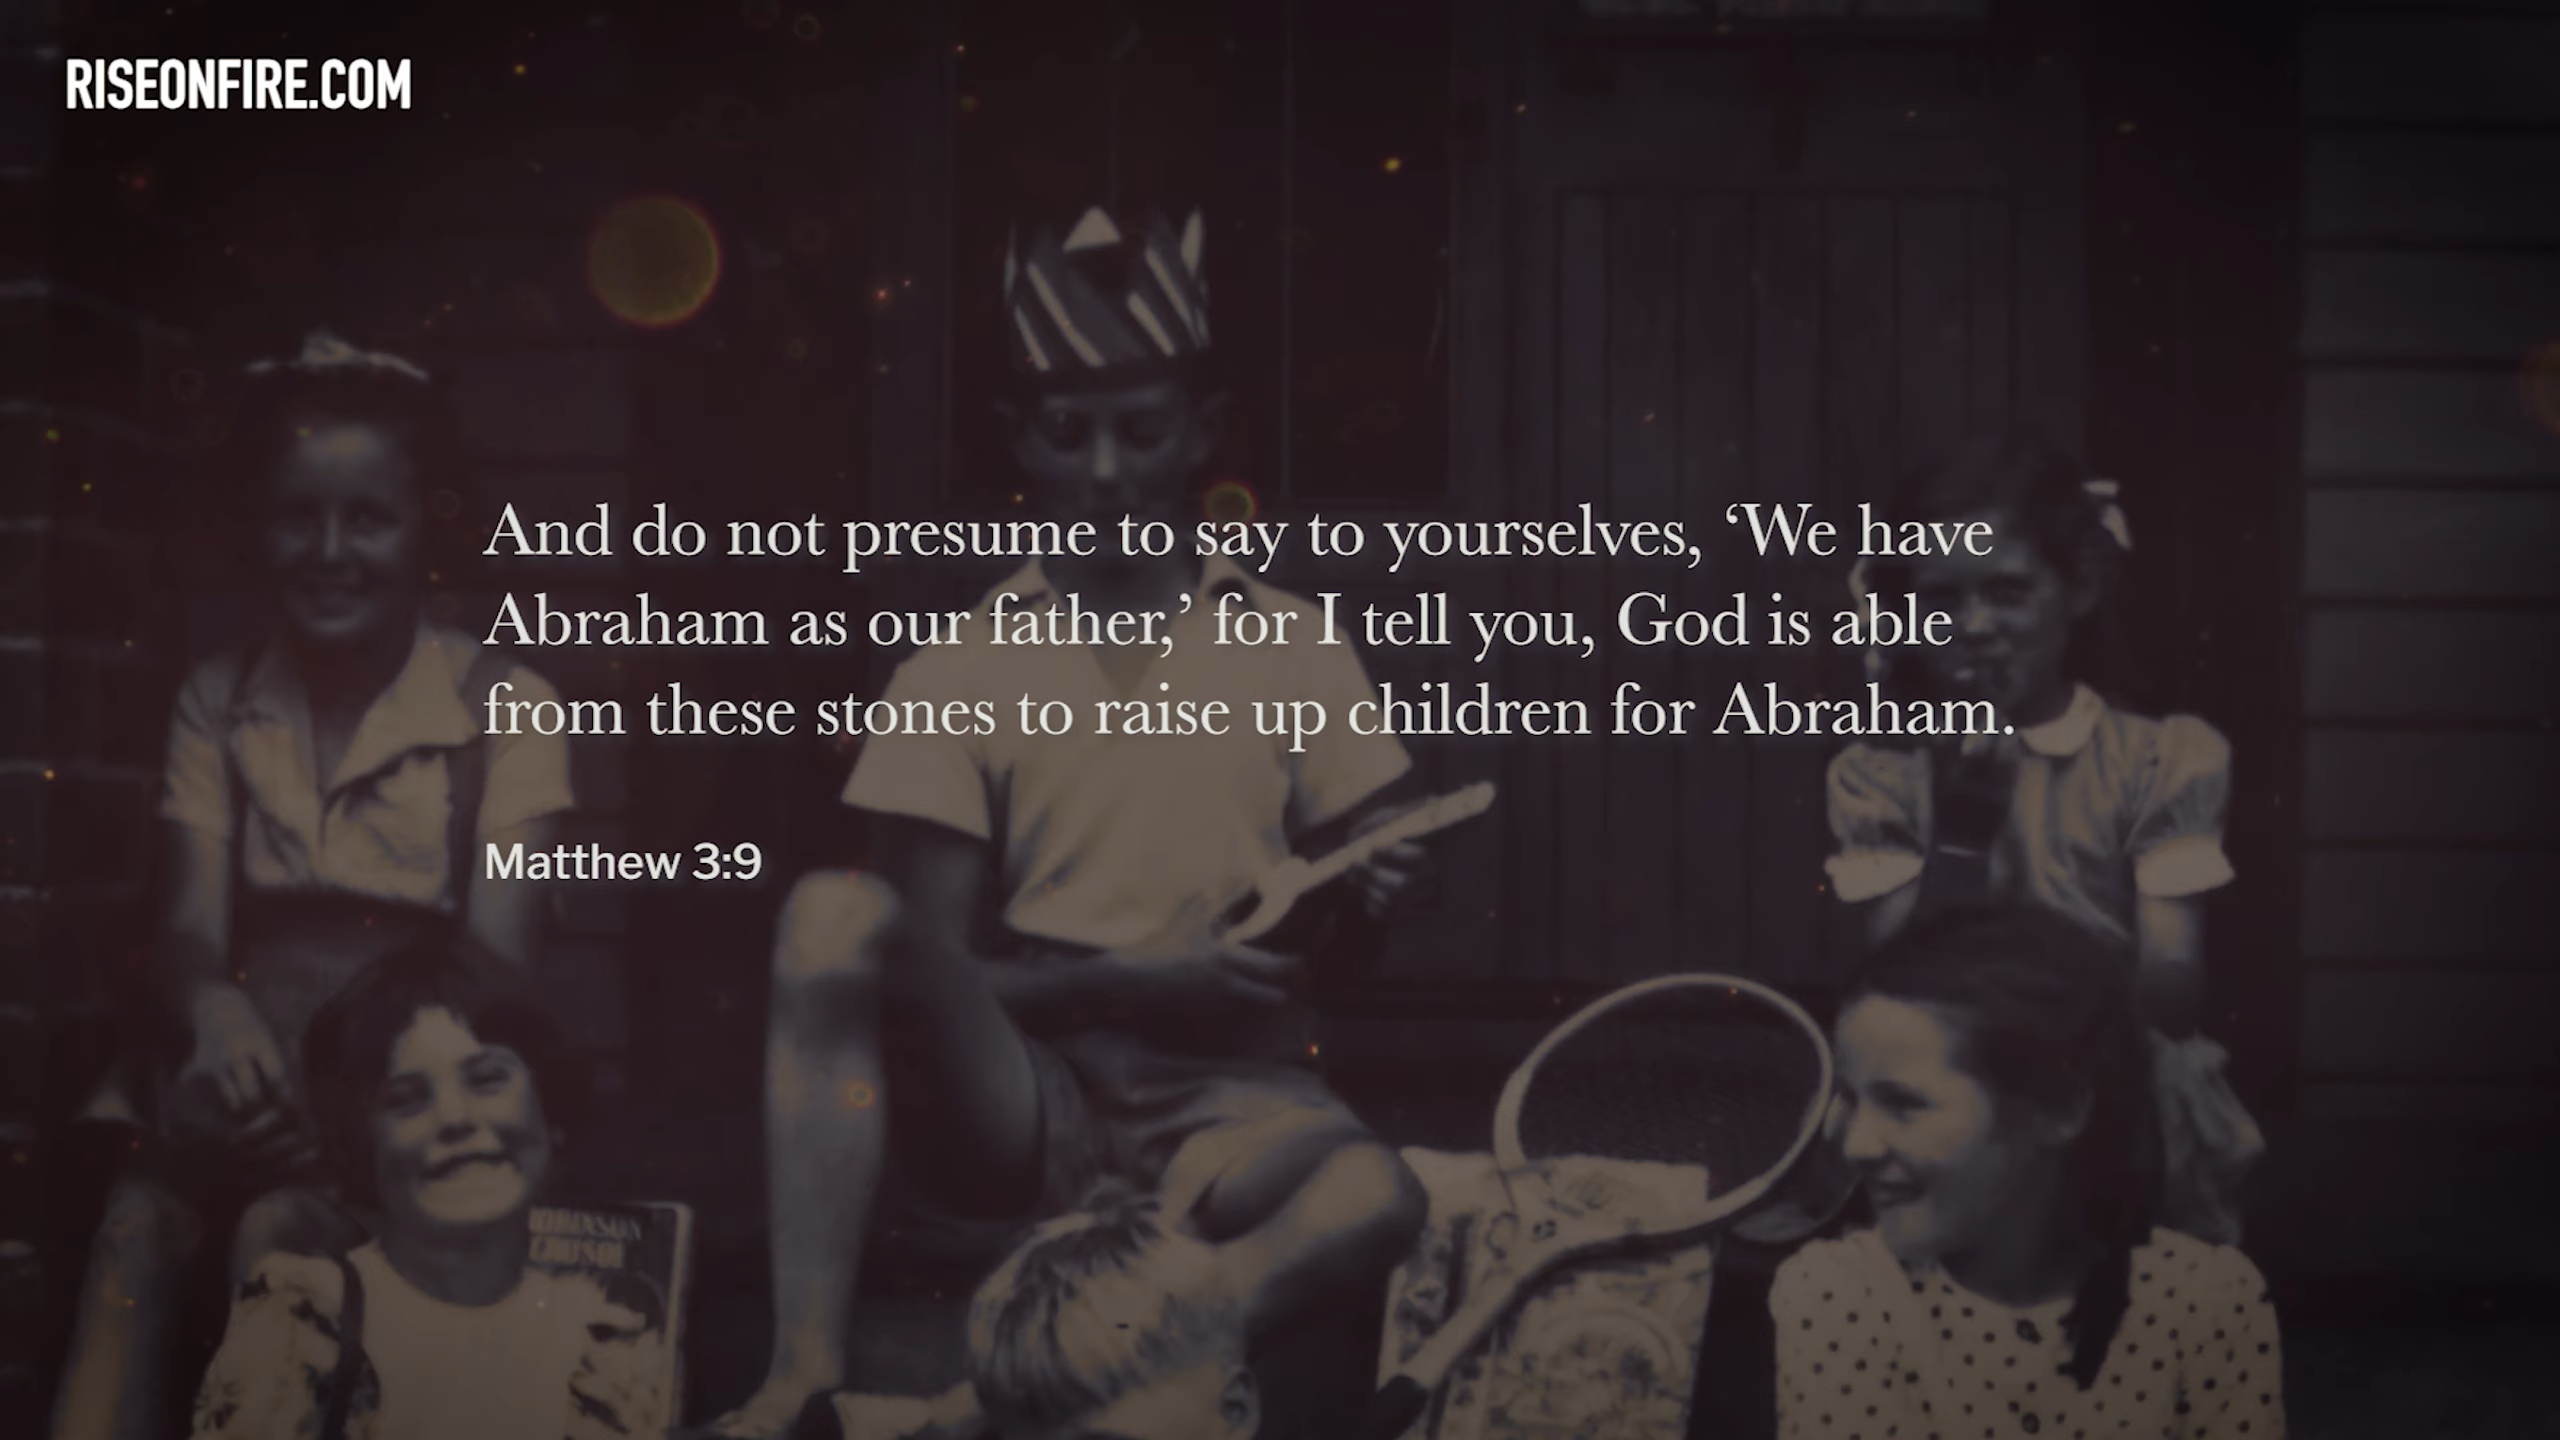 RISEONFIRE.COM
And do not presume to say to yourselves, ‘We have
Abraham as our father,’ for I tell you, God is able
from these stones to raise up children for Abraham.
Matthew 3:9